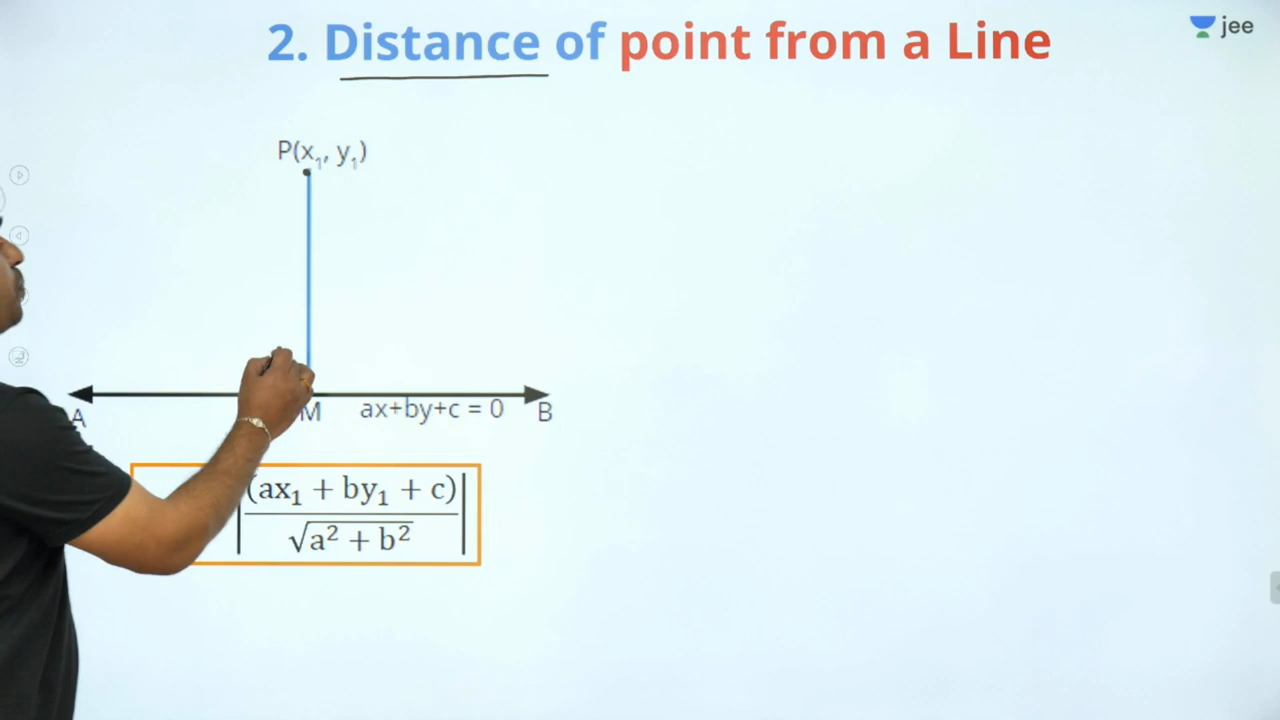 2. Distance of point from a Line
jee
P(x₁, y₁)
A
M
ax+by+c = 0
B
|(ax₁ + by₁ + c)|
√a² + b²